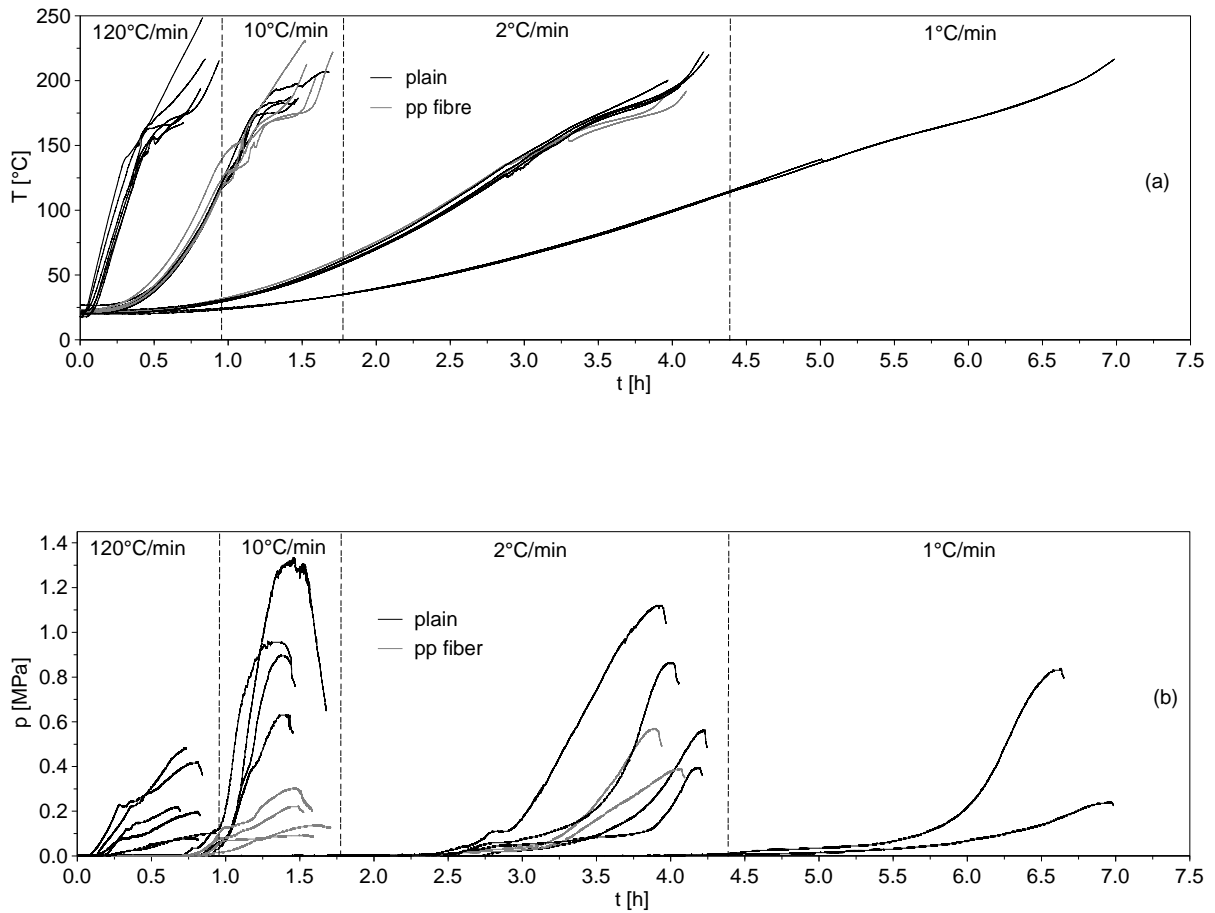 250
200
150
100
50
0
T [°C]
120°C/min
10°C/min
2°C/min
1°C/min
plain
pp fibre
(a)
0.0 0.5 1.0 1.5 2.0 2.5 3.0 3.5 4.0 4.5 5.0 5.5 6.0 6.5 7.0 7.5
t [h]
1.4
1.2
1.0
0.8
0.6
0.4
0.2
0.0
p [MPa]
120°C/min
10°C/min
2°C/min
1°C/min
plain
pp fiber
(b)
0.0 0.5 1.0 1.5 2.0 2.5 3.0 3.5 4.0 4.5 5.0 5.5 6.0 6.5 7.0 7.5
t [h]